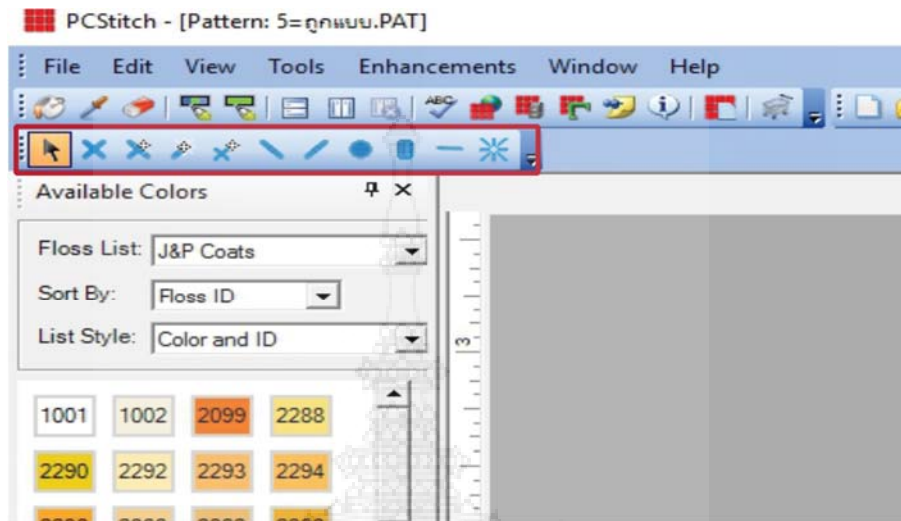 PCStitch - [Pattern: 5=ถูกแบบ.PAT]
File Edit View Tools Enhancements Window Help
ABC
Available Colors
Floss List: J&P Coats
Sort By: Floss ID
List Style: Color and ID
3
1001 1002 2099 2288
2290 2292 2293 2294